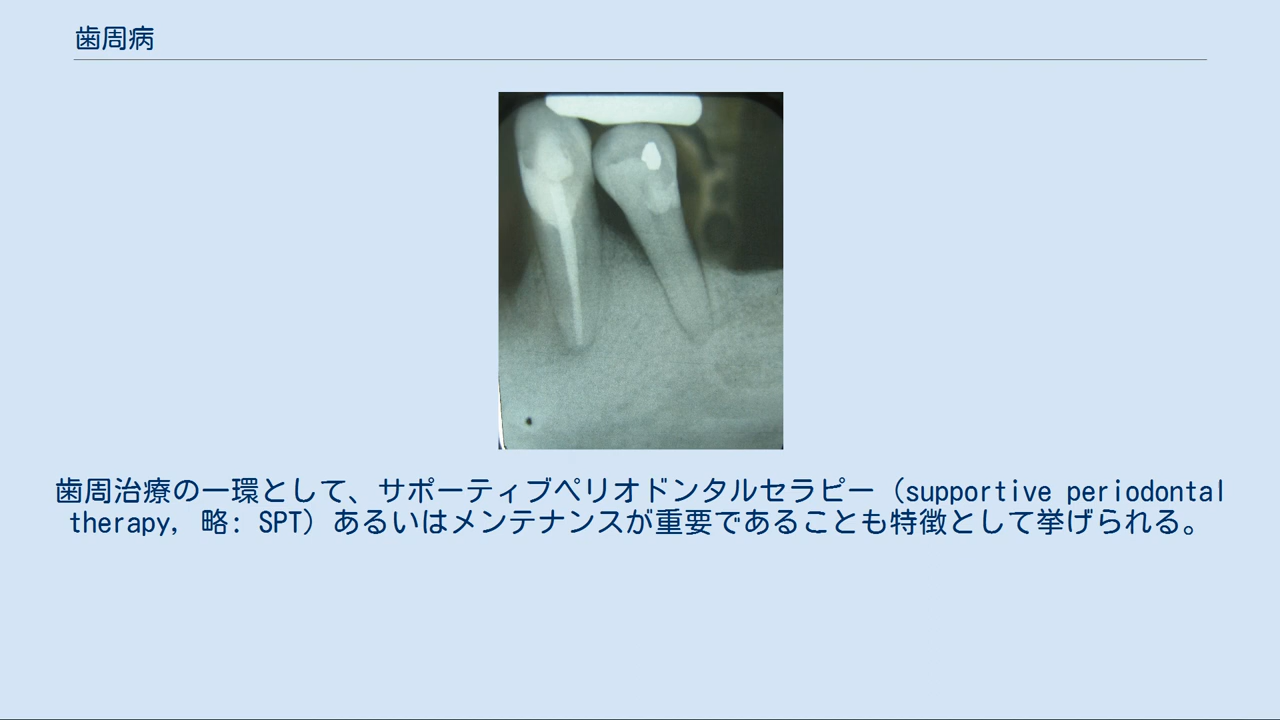 歯周病
歯周治療の一環として、サポーティブペリオドンタルセラピー（supportive periodontal
therapy, 略: SPT）あるいはメンテナンスが重要であることも特徴として挙げられる。